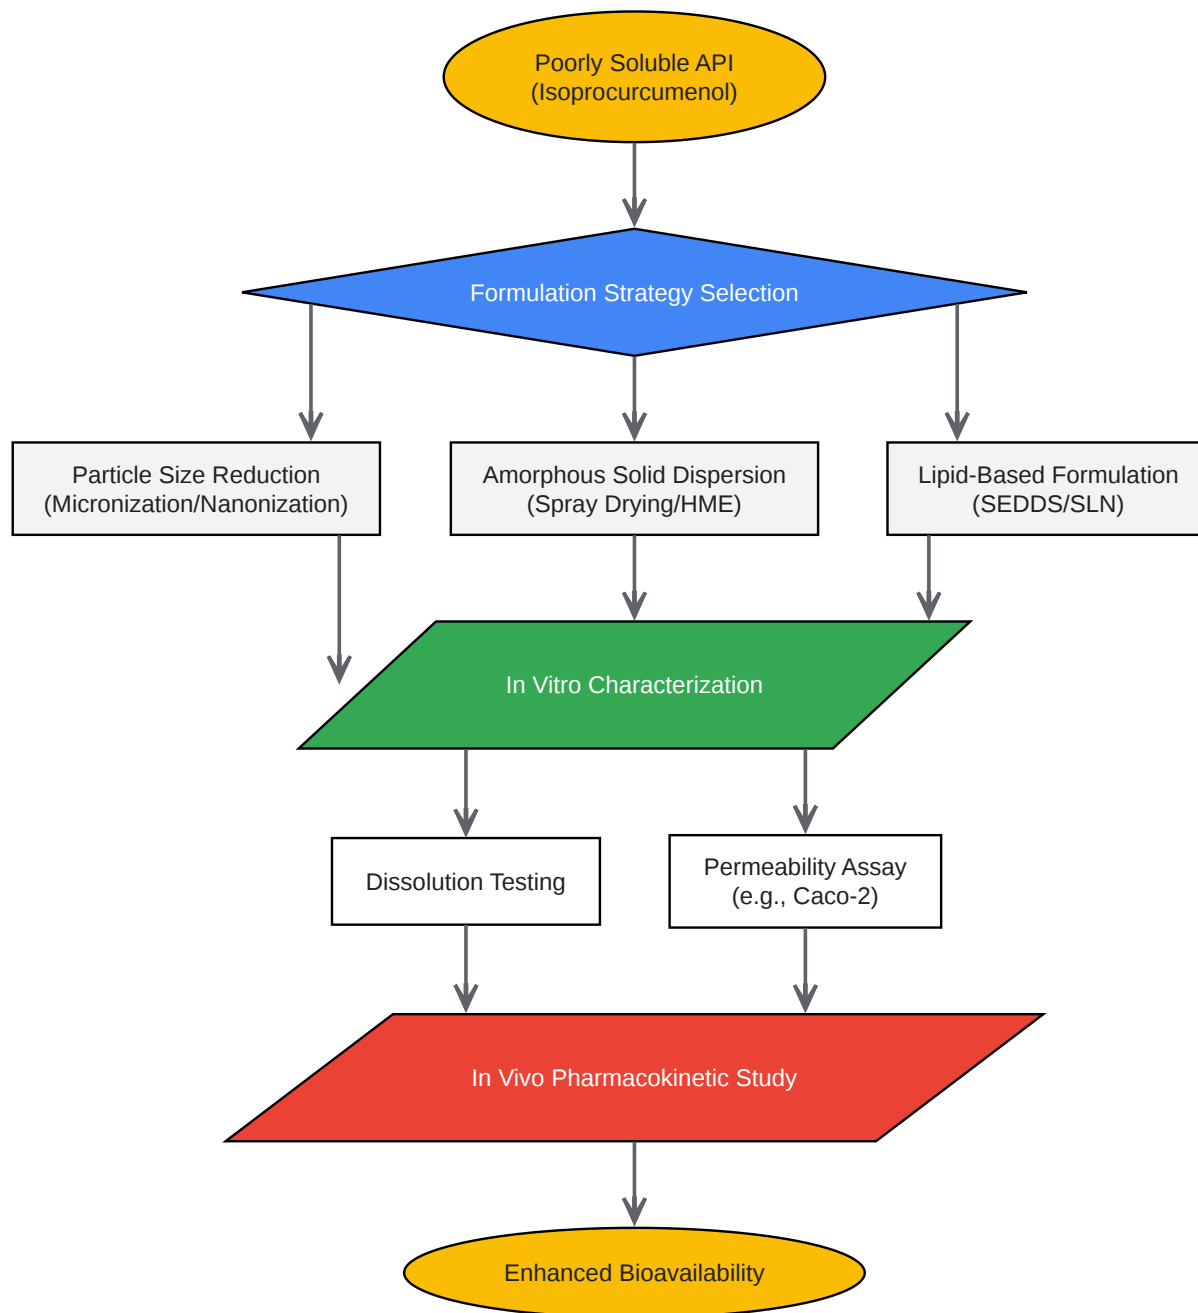 Poorly Soluble API
(Isoprocurcumenol)
Formulation Strategy Selection
Particle Size Reduction
(Micronization/Nanonization)
Amorphous Solid Dispersion
(Spray Drying/HME)
Lipid-Based Formulation
(SEDDS/SLN)
In Vitro Characterization
Dissolution Testing
Permeability Assay
(e.g., Caco-2)
In Vivo Pharmacokinetic Study
Enhanced Bioavailability